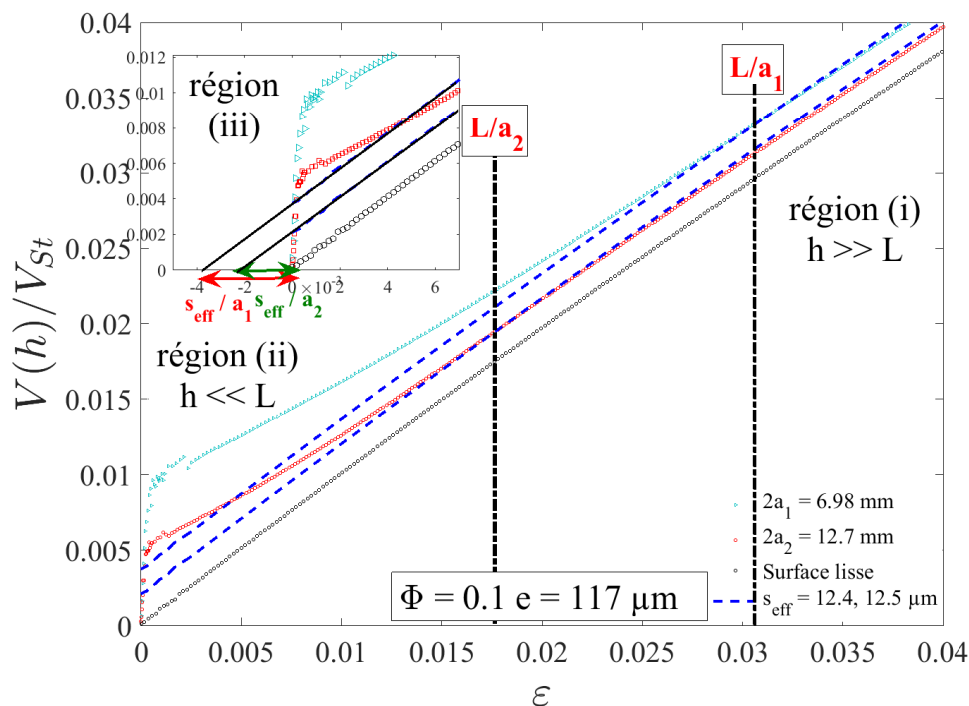 0.04
0.035
0.03
0.025
0.02
0.015
0.01
0.005
0
V(h)/V_St
0.012
0.01
0.008
0.006
0.004
0.002
0
-4
-2
0
×10⁻²
4
6
région
(iii)
s_eff / a_1
s_eff / a_2
L/a_2
L/a_1
région (i)
h >> L
région (ii)
h << L
2a_1 = 6.98 mm
2a_2 = 12.7 mm
Surface lisse
s_eff = 12.4, 12.5 µm
Φ = 0.1 e = 117 µm
0
0.005
0.01
0.015
0.02
0.025
0.03
0.035
0.04
ε